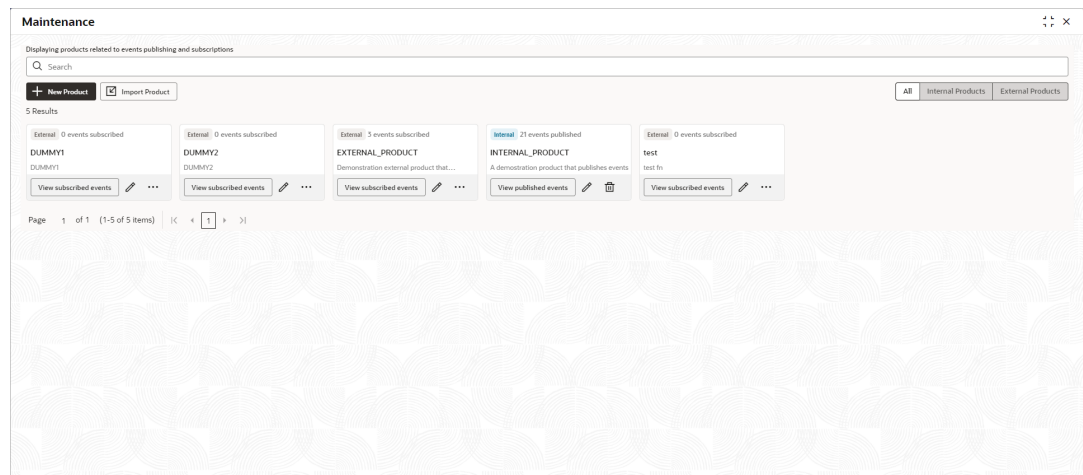 Maintenance
Displaying products related to events publishing and subscriptions
Search
New Product Import Product All Internal Products External Products
5 Results
External 0 events subscribed
DUMMY1
DUMMY1
View subscribed events
External 0 events subscribed
DUMMY2
DUMMY2
View subscribed events
External 3 events subscribed
EXTERNAL_PRODUCT
Demonstration external product that...
View subscribed events
Internal 21 events published
INTERNAL_PRODUCT
A demostration product that publishes events
View published events
External 0 events subscribed
test
test fn
View subscribed events
Page 1 of 1 (1-5 of 5 items) 1